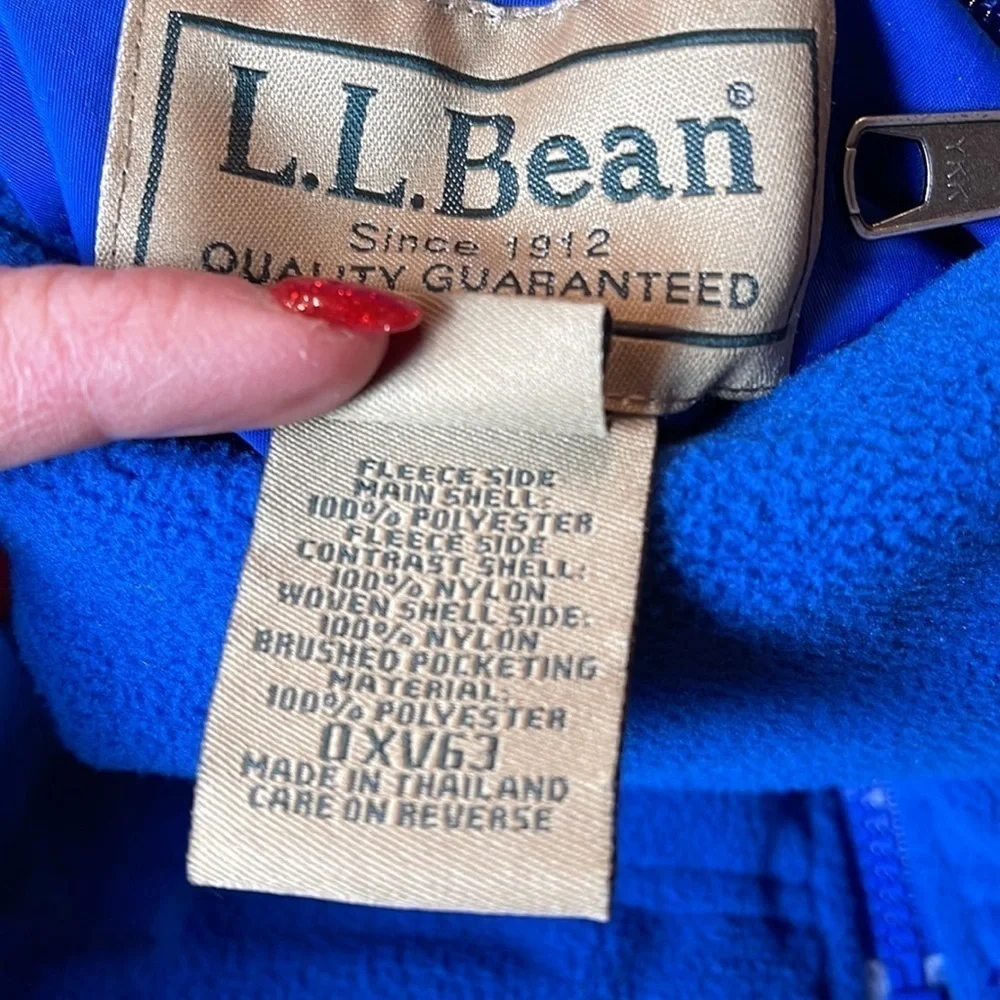 L.L.Bean®
Since 1912
QUALITY GUARANTEED
FLEECE SIDE
MAIN SHELL:
100% POLYESTER
FLEECE SIDE
CONTRAST SHELL:
100% NYLON
WOVEN SHELL SIDE:
100% NYLON
BRUSHED POCKETING
MATERIAL:
100% POLYESTER
0XV63
MADE IN THAILAND
CARE ON REVERSE
YKK